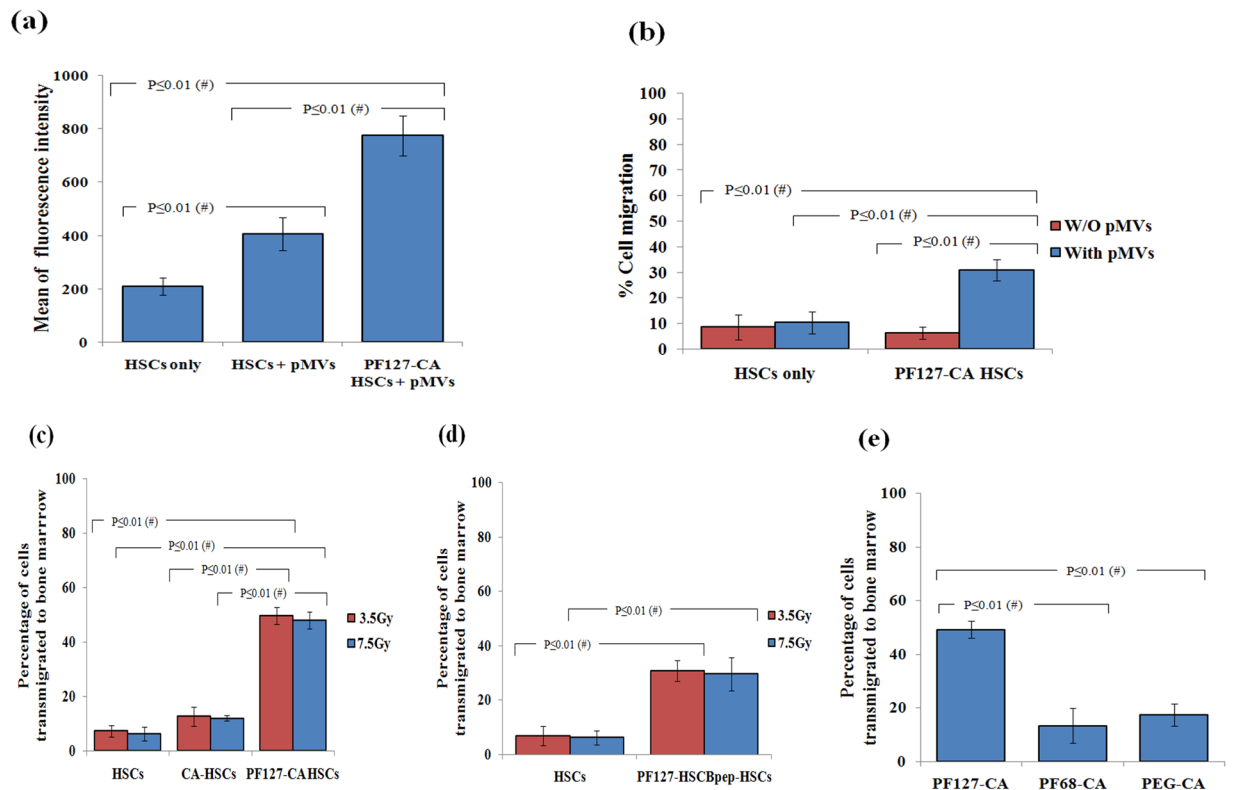 (a)
Mean of fluorescence intensity
1000
800
600
400
200
0
P≤0.01 (#)
P≤0.01 (#)
P≤0.01 (#)
HSCs only
HSCs + pMVs
PF127-CA
HSCs + pMVs
(b)
% Cell migration
100
90
80
70
60
50
40
30
20
10
0
P≤0.01 (#)
P≤0.01 (#)
P≤0.01 (#)
W/O pMVs
With pMVs
HSCs only
PF127-CA HSCs
(c)
Percentage of cells
transmigrated to bone marrrow
100
80
60
40
20
0
P≤0.01 (#)
P≤0.01 (#)
P≤0.01 (#)
P≤0.01 (#)
3.5Gy
7.5Gy
HSCs
CA-HSCs
PF127-CAHSCs
(d)
Percentage of cells
transmigrated to bone marrow
100
80
60
40
20
0
P≤0.01 (#)
P≤0.01 (#)
3.5Gy
7.5Gy
HSCs
PF127-HSCBpep-HSCs
(e)
Percentage of cells
transmigrated to bone marrow
100
80
60
40
20
0
P≤0.01 (#)
P≤0.01 (#)
PF127-CA
PF68-CA
PEG-CA